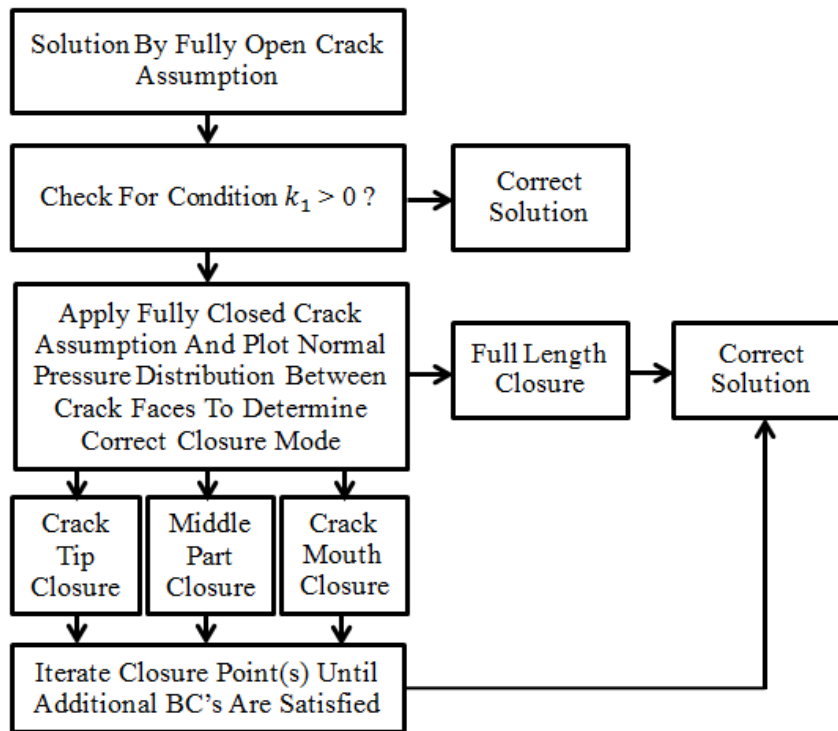 Solution By Fully Open Crack
Assumption
Check For Condition k₁ > 0 ?
Correct
Solution
Apply Fully Closed Crack
Assumption And Plot Normal
Pressure Distribution Between
Crack Faces To Determine
Correct Closure Mode
Full Length
Closure
Correct
Solution
Crack
Tip
Closure
Middle
Part
Closure
Crack
Mouth
Closure
Iterate Closure Point(s) Until
Additional BC's Are Satisfied